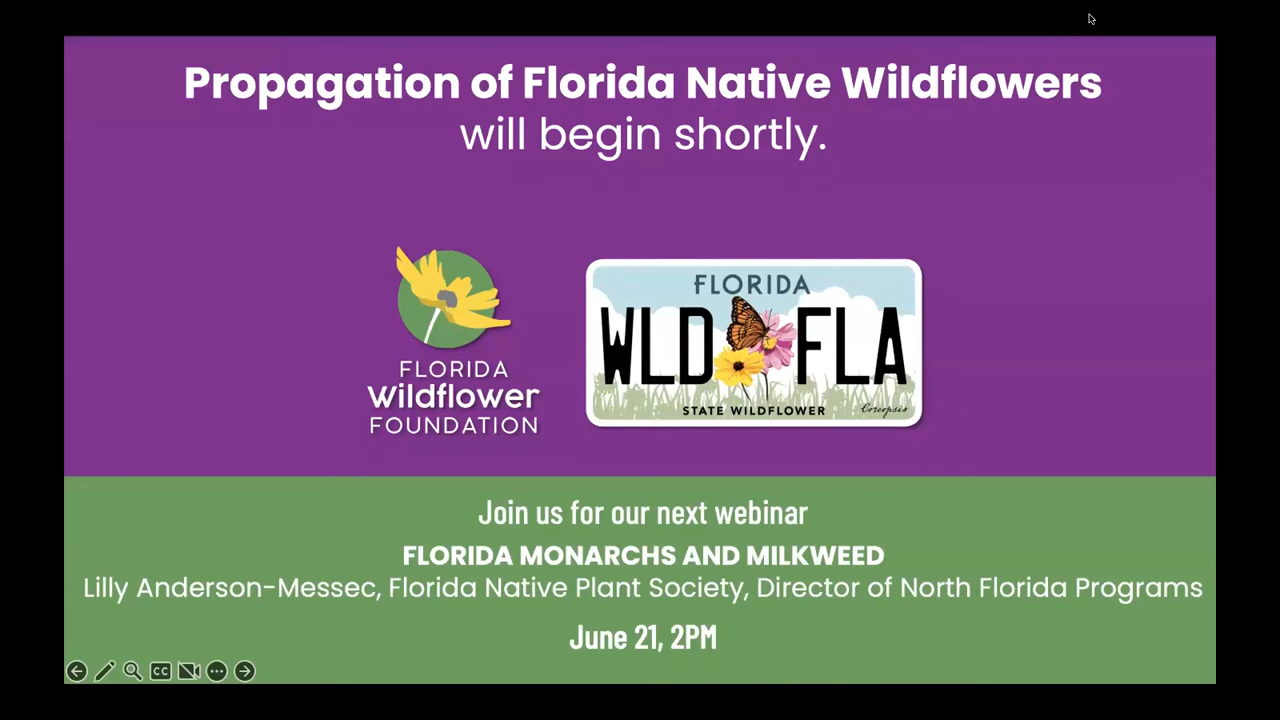 Propagation of Florida Native Wildflowers
will begin shortly.
FLORIDA
wildflower
FOUNDATION
FLORIDA
WLD FLA
STATE WILDFLOWER
Coreopsis
Join us for our next webinar
FLORIDA MONARCHS AND MILKWEED
Lilly Anderson-Messec, Florida Native Plant Society, Director of North Florida Programs
June 21, 2PM
CC